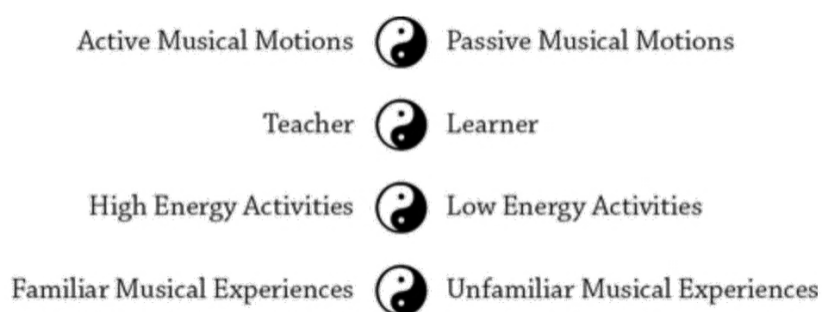 Active Musical Motions Passive Musical Motions
Teacher Learner
High Energy Activities Low Energy Activities
Familiar Musical Experiences Unfamiliar Musical Experiences